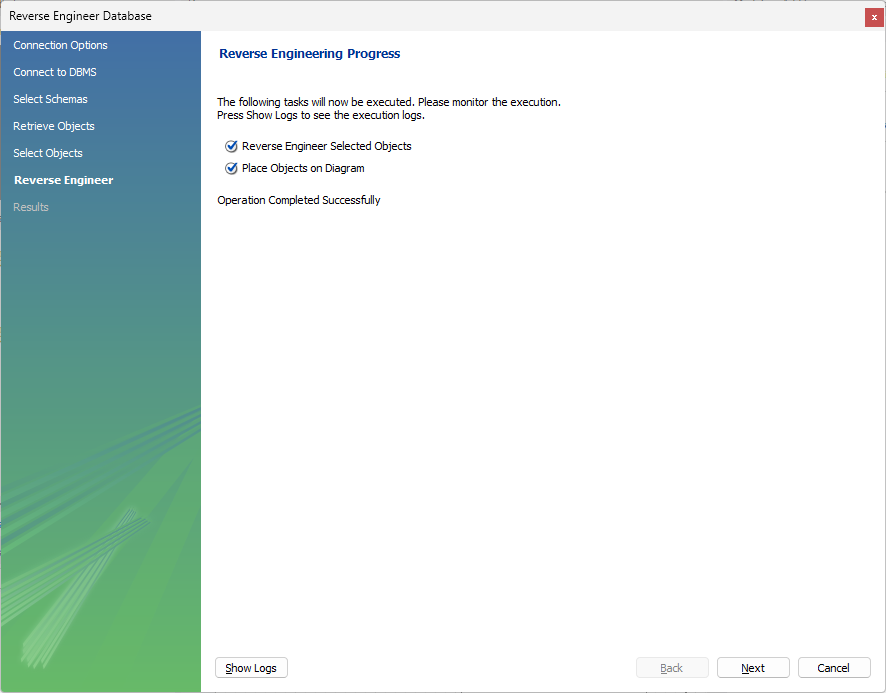 Reverse Engineer Database
x
Connection Options
Connect to DBMS
Select Schemas
Retrieve Objects
Select Objects
Reverse Engineer
Results
Reverse Engineering Progress
The following tasks will now be executed. Please monitor the execution.
Press Show Logs to see the execution logs.
Reverse Engineer Selected Objects
Place Objects on Diagram
Operation Completed Successfully
Show Logs
Back
Next
Cancel